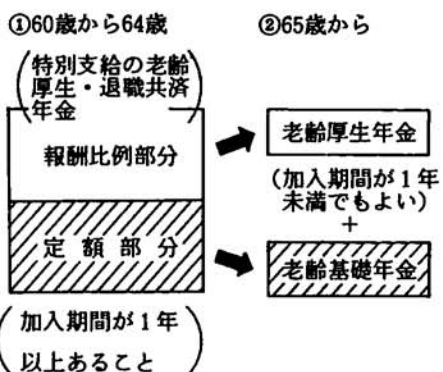 ①60歳から64歳
(特別支給の老齢
厚生・退職共済
年金)
報酬比例部分
定額部分
(加入期間が1年
以上あること)
②65歳から
老齢厚生年金
(加入期間が1年
未満でもよい)
+
老齢基礎年金